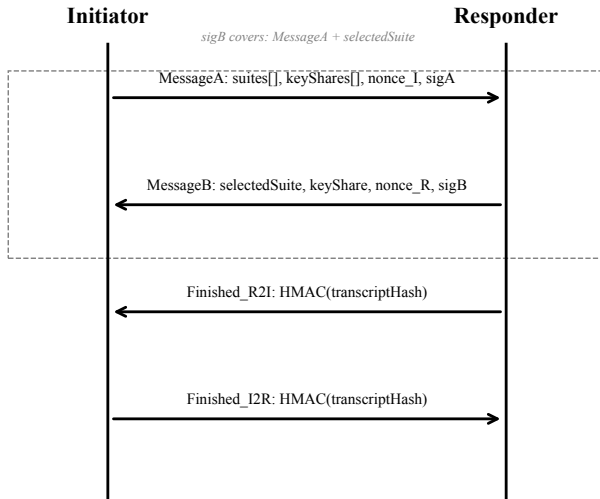 Initiator
Responder
sigB covers: MessageA + selectedSuite
MessageA: suites[], keyShares[], nonce_I, sigA
MessageB: selectedSuite, keyShare, nonce_R, sigB
Finished_R2I: HMAC(transcriptHash)
Finished_I2R: HMAC(transcriptHash)